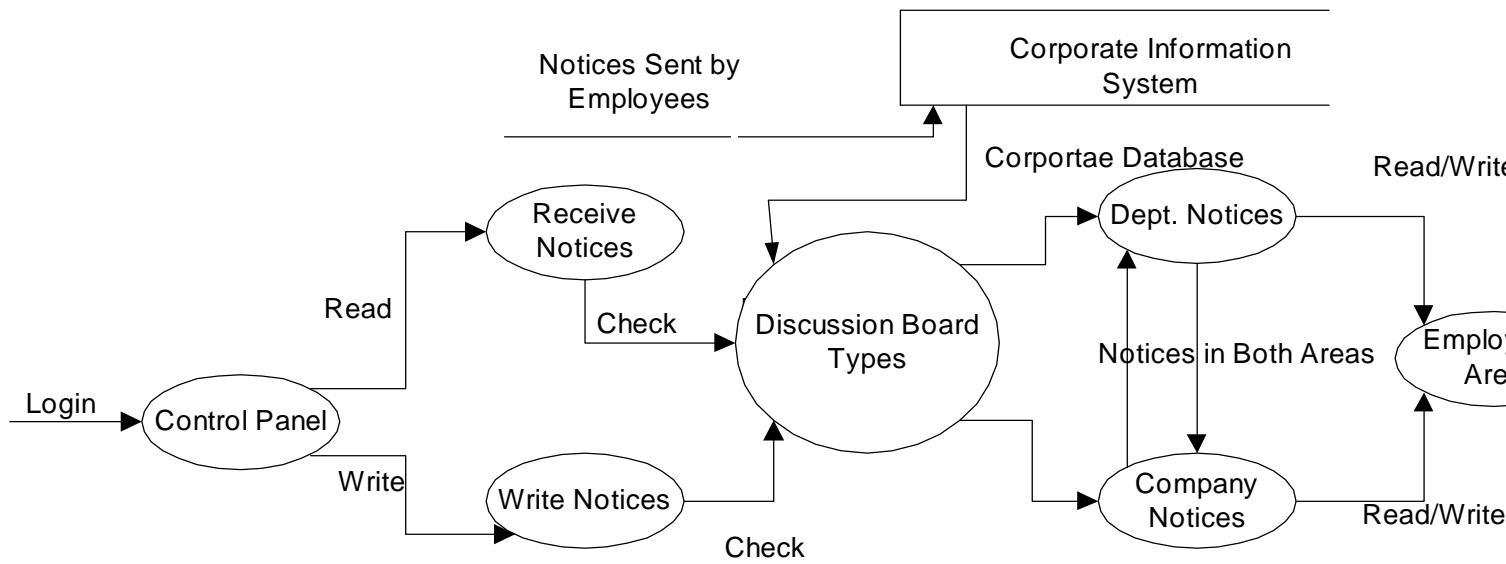 Notices Sent by
Employees
Corporate Information
System
Corportae Database
Read/Write
Receive
Notices
Dept. Notices
Read
Check
Discussion Board
Types
Notices in Both Areas
Login
Control Panel
Write
Write Notices
Company
Notices
Read/Write
Check